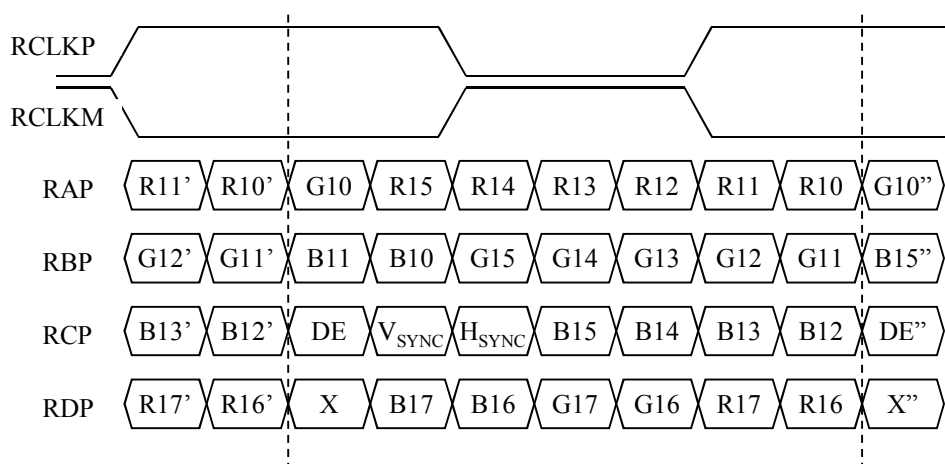 RCLKP
RCLKM
RAP R11’ R10’ G10 R15 R14 R13 R12 R11 R10 G10”
RBP G12’ G11’ B11 B10 G15 G14 G13 G12 G11 B15”
RCP B13’ B12’ DE VSYNC HSYNC B15 B14 B13 B12 DE”
RDP R17’ R16’ X B17 B16 G17 G16 R17 R16 X”